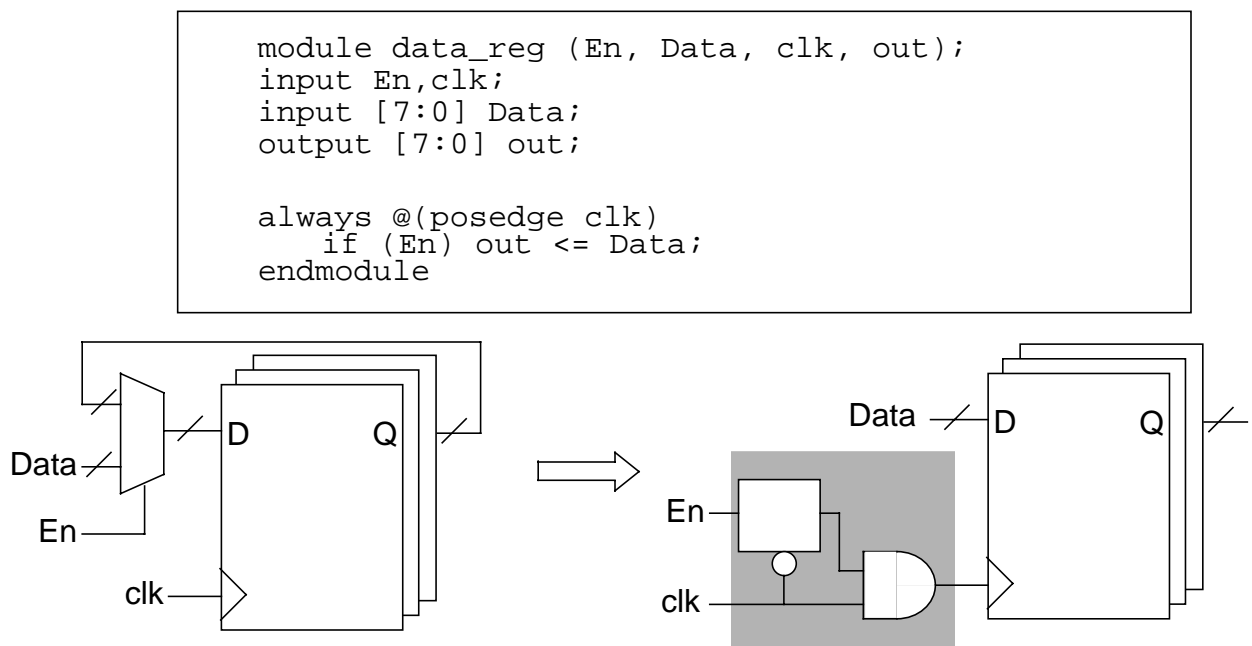 module data_reg (En, Data, clk, out);
input En,clk;
input [7:0] Data;
output [7:0] out;
always @(posedge clk)
if (En) out <= Data;
endmodule
D
Q
Data
En
clk
Data
D
Q
En
clk